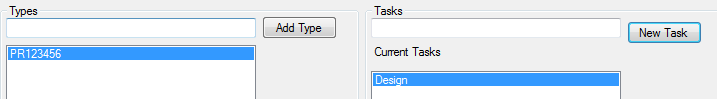 Types
Add Type
PR123456
Tasks
New Task
Current Tasks
Design